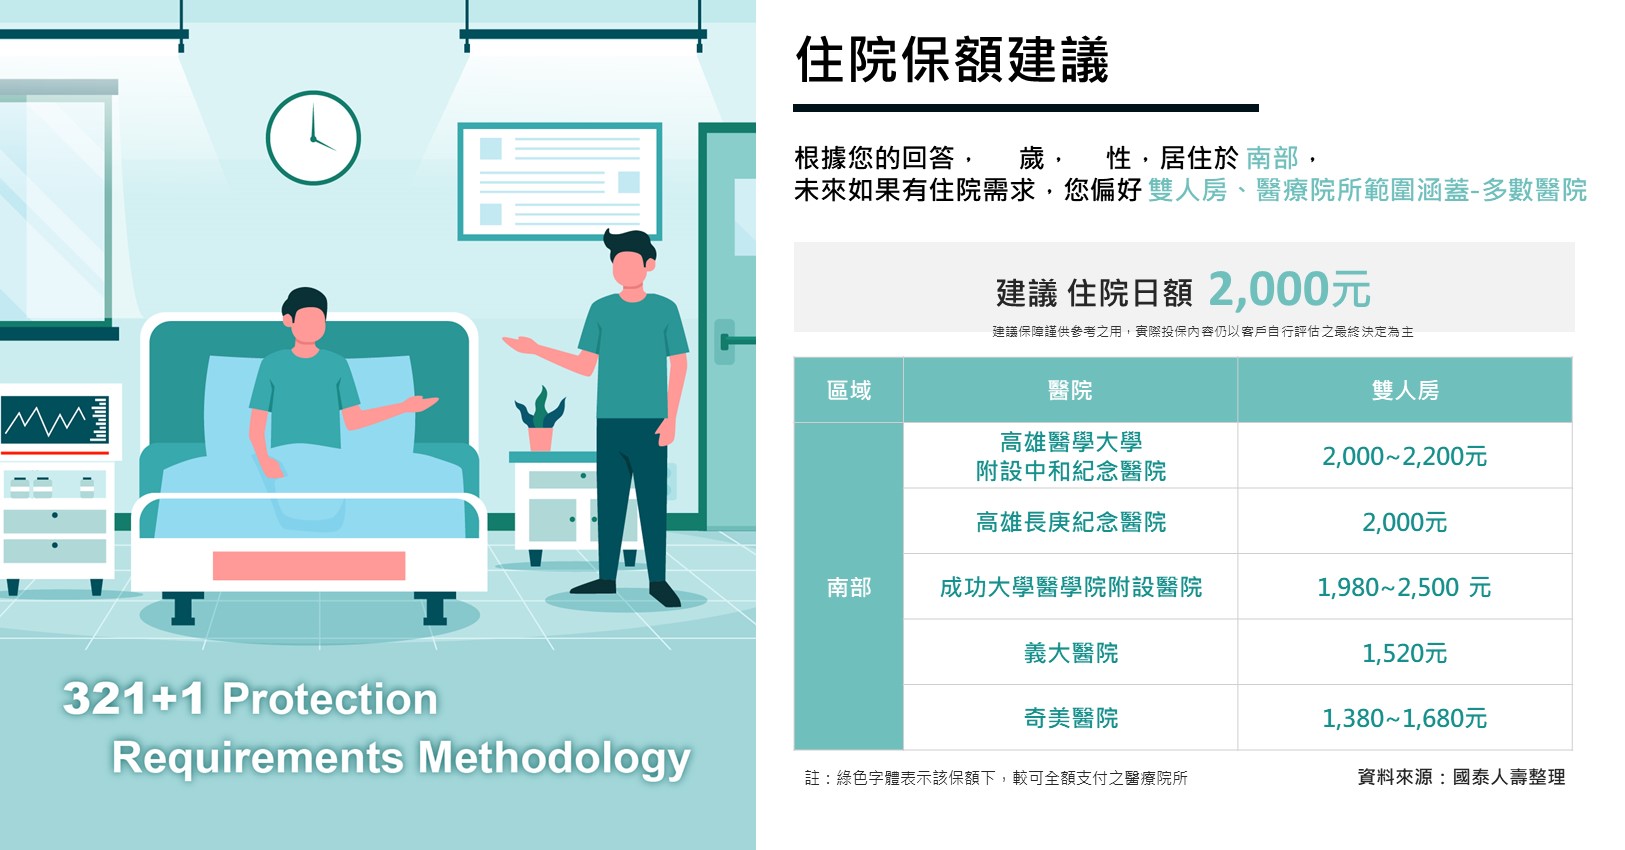 321+1 Protection
Requirements Methodology
住院保額建議
根據您的回答， 歲， 性，居住於 南部，
未來如果有住院需求，您偏好 雙人房、醫療院所範圍涵蓋-多數醫院
建議 住院日額 2,000元
建議保障謹供參考之用，實際投保內容仍以客戶自行評估之最終決定為主
區域 醫院 雙人房
南部
高雄醫學大學
附設中和紀念醫院 2,000~2,200元
高雄長庚紀念醫院 2,000元
成功大學醫學院附設醫院 1,980~2,500 元
義大醫院 1,520元
奇美醫院 1,380~1,680元
註：綠色字體表示該保額下，較可全額支付之醫療院所
資料來源：國泰人壽整理